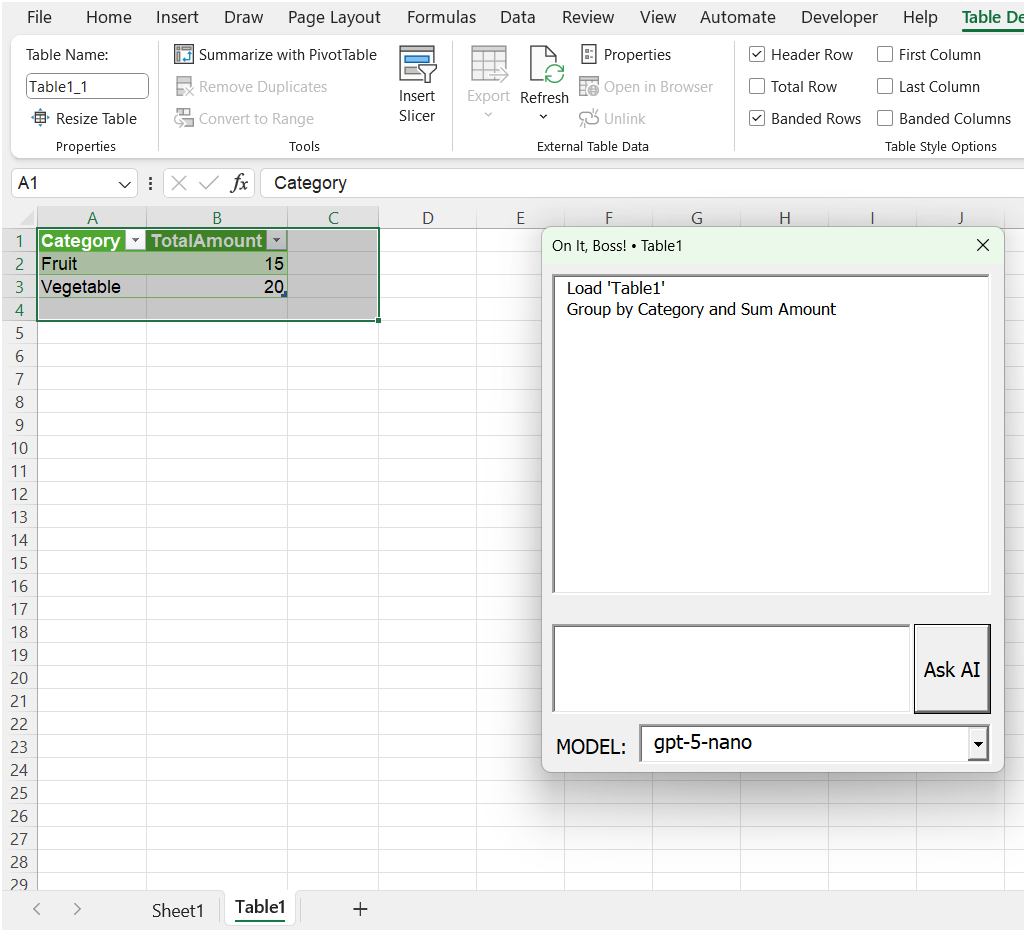 File Home Insert Draw Page Layout Formulas Data Review View Automate Developer Help Table De
Table Name:
Table1_1
Resize Table
Properties
Summarize with PivotTable
Remove Duplicates
Convert to Range
Insert
Slicer
Tools
Export
Refresh
Properties
Open in Browser
Unlink
External Table Data
Header Row First Column
Total Row Last Column
Banded Rows Banded Columns
Table Style Options
A1 fx Category
A B C D E F G H I J
1 Category TotalAmount
2 Fruit 15
3 Vegetable 20
4
5
6
7
8
9
10
11
12
13
14
15
16
17
18
19
20
21
22
23
24
25
26
27
28
29
On It, Boss! • Table1
Load 'Table1'
Group by Category and Sum Amount
Ask AI
MODEL: gpt-5-nano
Sheet1 Table1